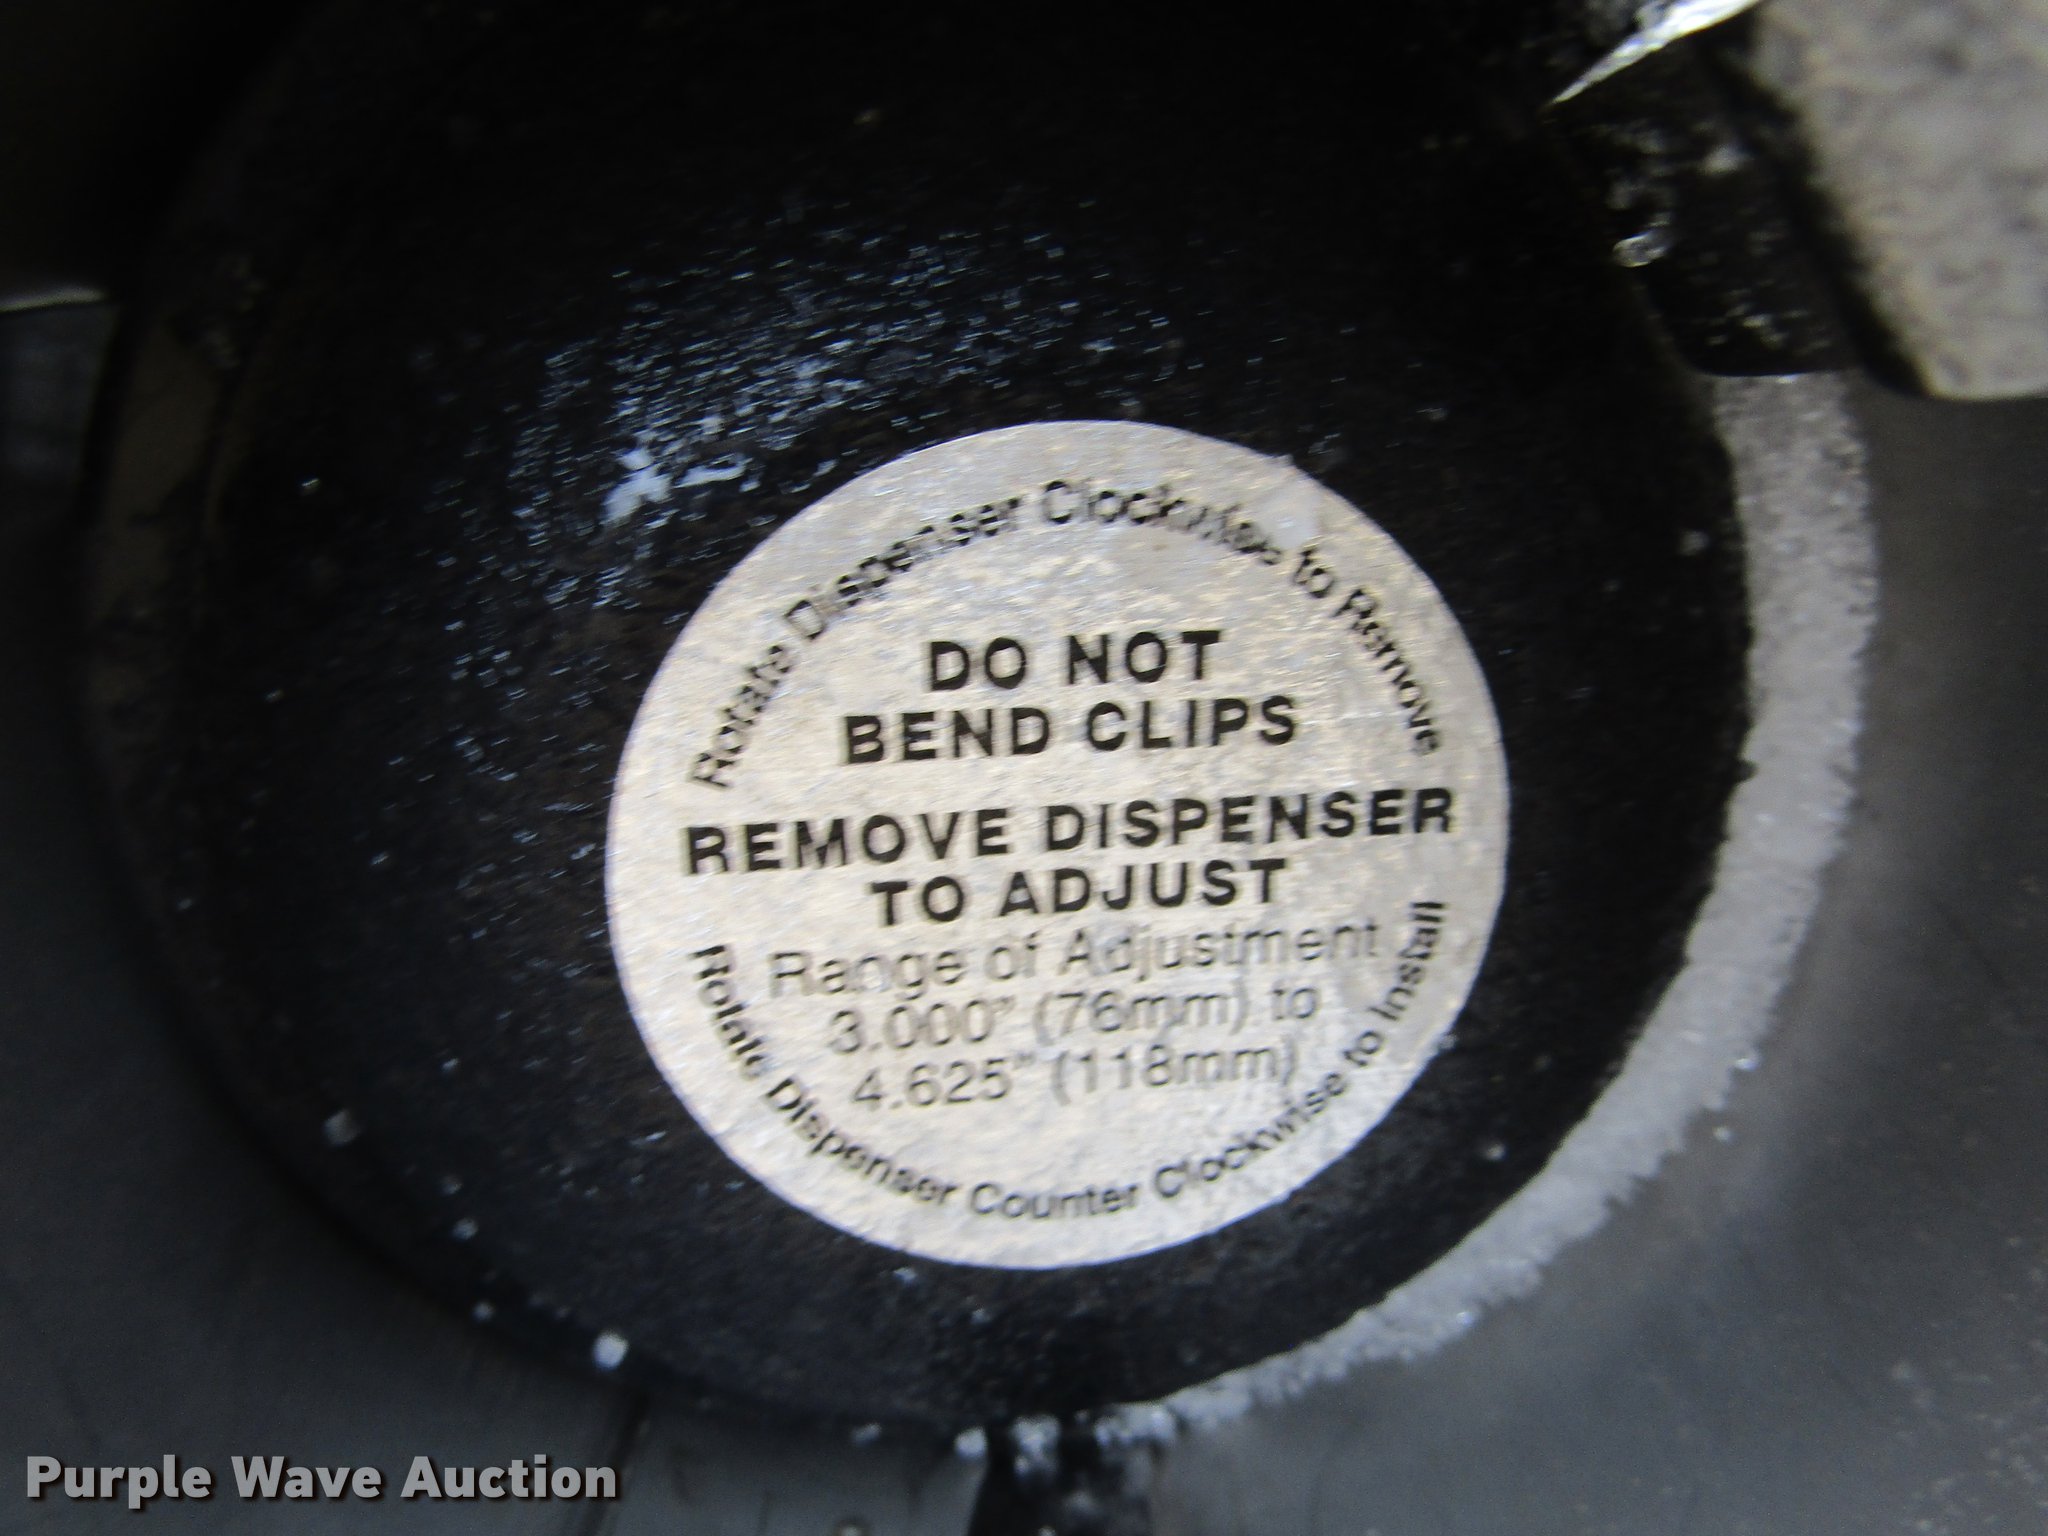 Rotate Dispenser Clockwise to Remove
DO NOT
BEND CLIPS
REMOVE DISPENSER
TO ADJUST
Range of Adjustment
3.000" (76mm) to
4.625" (118mm)
Rotate Dispenser Counter Clockwise to Install
Purple Wave Auction